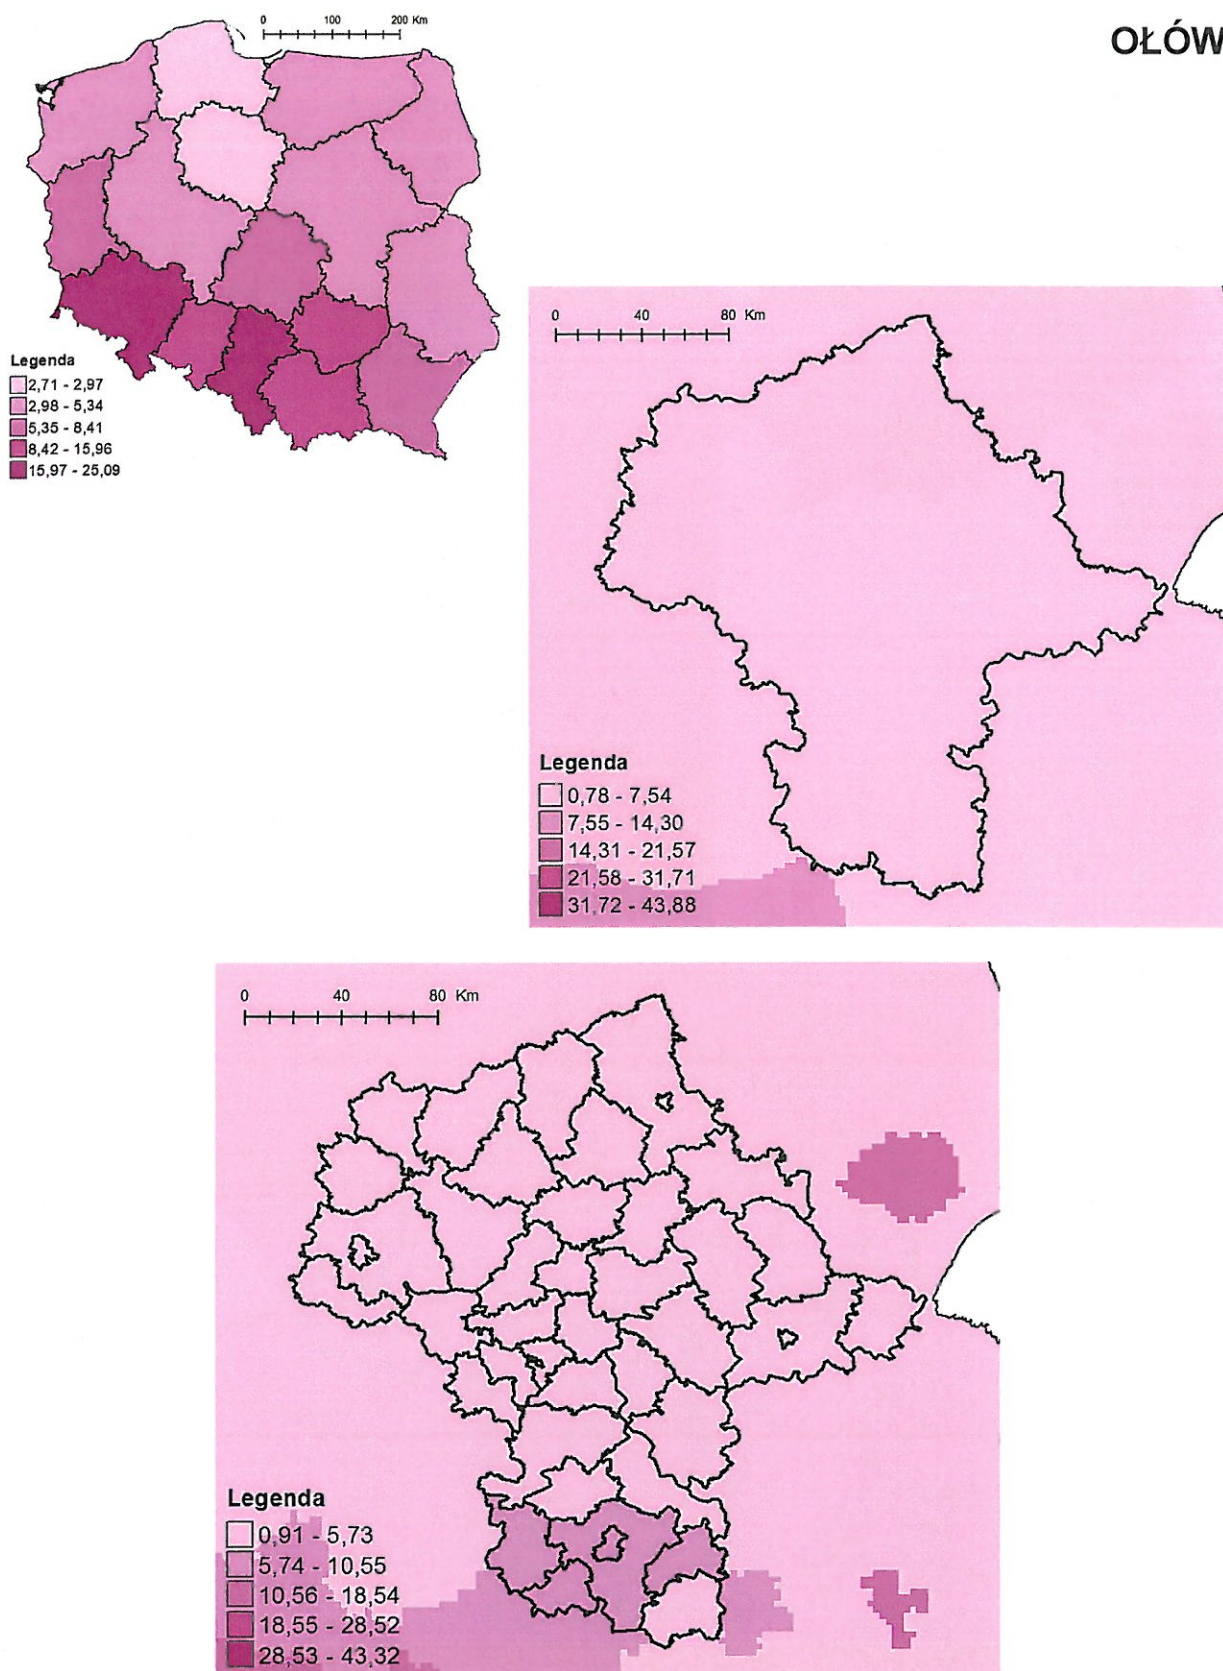 0 100 200 Km
OŁÓW
Legenda
2,71 - 2,97
2,98 - 5,34
5,35 - 8,41
8,42 - 15,96
15,97 - 25,09
0 40 80 Km
Legenda
0,78 - 7,54
7,55 - 14,30
14,31 - 21,57
21,58 - 31,71
31,72 - 43,88
0 40 80 Km
Legenda
0,91 - 5,73
5,74 - 10,55
10,56 - 18,54
18,55 - 28,52
28,53 - 43,32